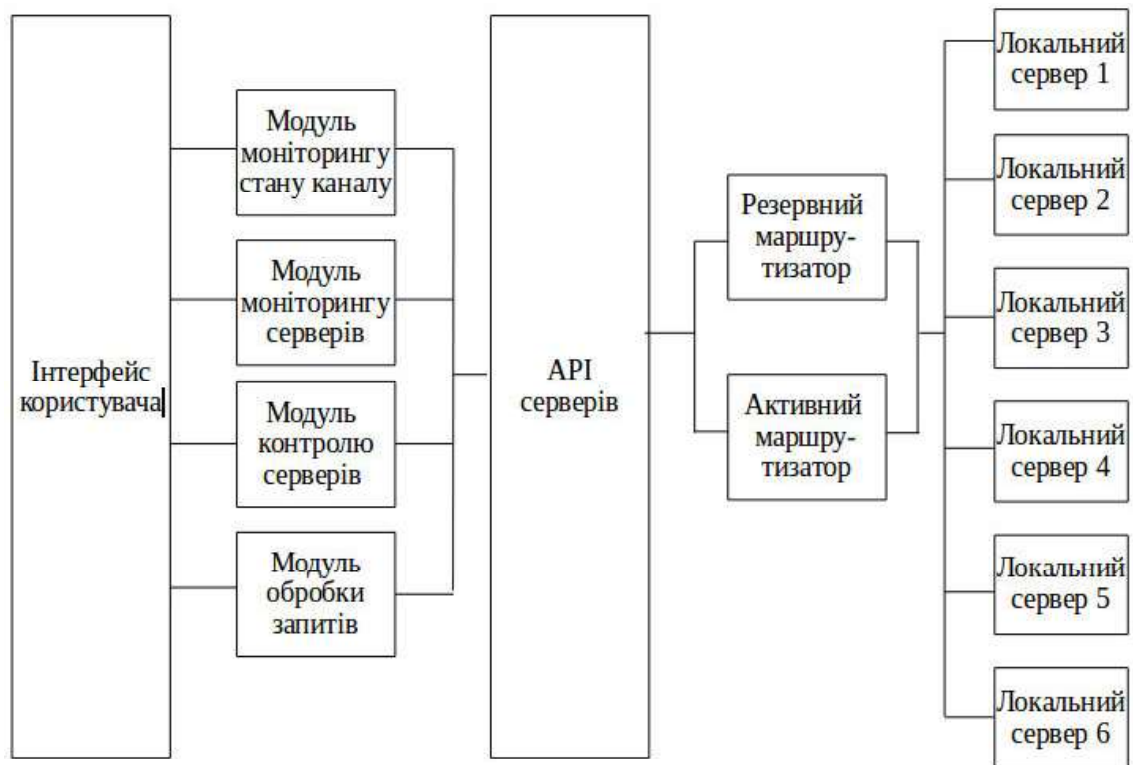 Інтерфейс
користувача
Модуль
моніторингу
стану каналу
Модуль
моніторингу
серверів
Модуль
контролю
серверів
Модуль
обробки
запитів
АРІ
серверів
Резервний
маршру-
тизатор
Активний
маршру-
тизатор
Локальний
сервер 1
Локальний
сервер 2
Локальний
сервер 3
Локальний
сервер 4
Локальний
сервер 5
Локальний
сервер 6